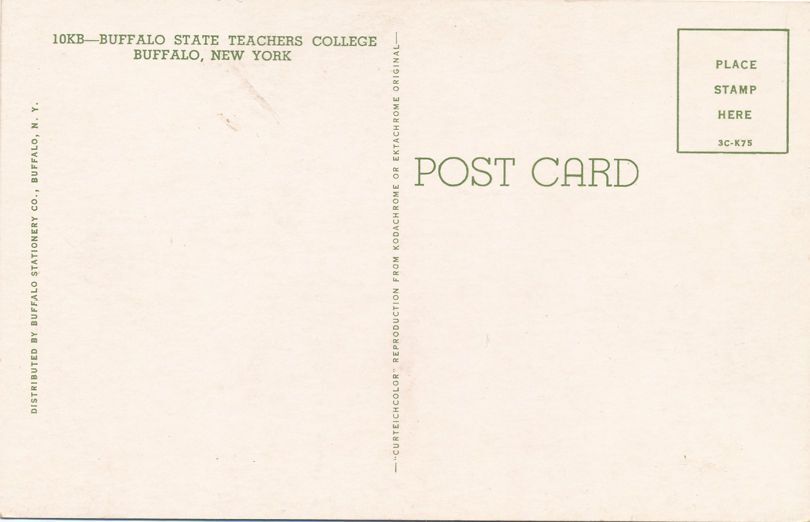 10KB—BUFFALO STATE TEACHERS COLLEGE
BUFFALO, NEW YORK
DISTRIBUTED BY BUFFALO STATIONERY CO., BUFFALO, N. Y.
—"CURTEICHCOLOR" REPRODUCTION FROM KODACHROME OR EKTACHROME ORIGINAL—
POST CARD
PLACE
STAMP
HERE
3C-K75